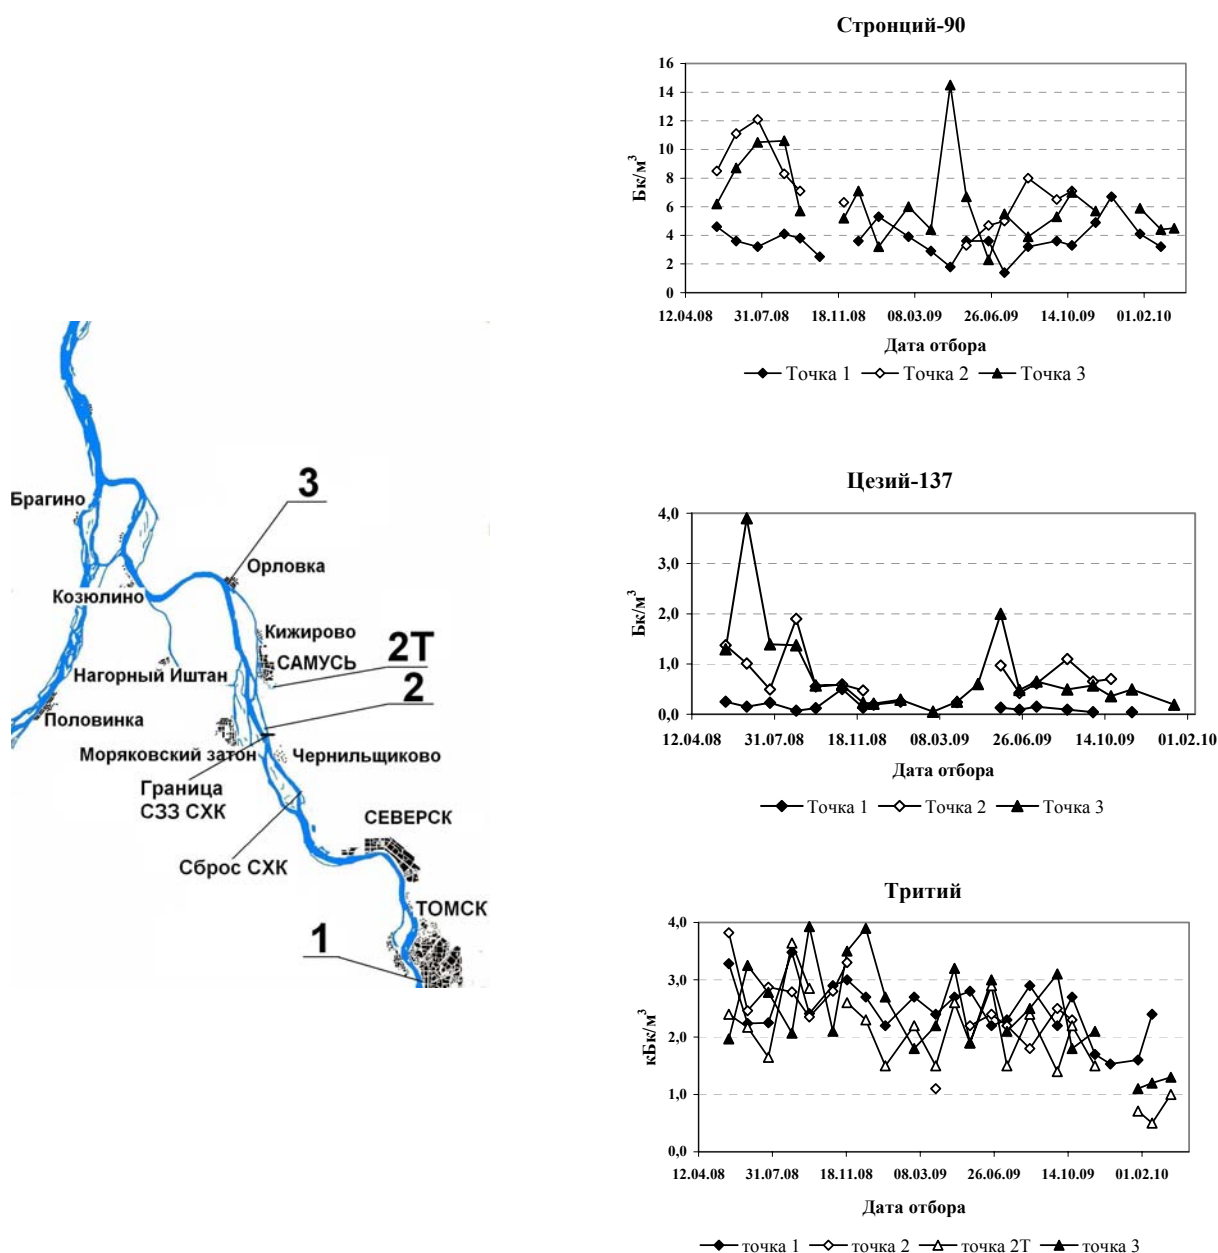 3
Брагино
Орловка
Козюлино
Кижирово
2Т
САМУСЬ
Нагорный Иштан
2
Половинка
Моряковский затон
Чернильщиково
Граница
СЗЗ СХК
СЕВЕРСК
Сброс СХК
ТОМСК
1
Стронций-90
16
14
12
10
8
6
4
2
0
Бк/м³
12.04.08 31.07.08 18.11.08 08.03.09 26.06.09 14.10.09 01.02.10
Дата отбора
Точка 1 Точка 2 Точка 3
Цезий-137
4,0
3,0
2,0
1,0
0,0
Бк/м³
12.04.08 31.07.08 18.11.08 08.03.09 26.06.09 14.10.09 01.02.10
Дата отбора
Точка 1 Точка 2 Точка 3
Тритий
4,0
3,0
2,0
1,0
0,0
кБк/м³
12.04.08 31.07.08 18.11.08 08.03.09 26.06.09 14.10.09 01.02.10
Дата отбора
точка 1 точка 2 точка 2Т точка 3